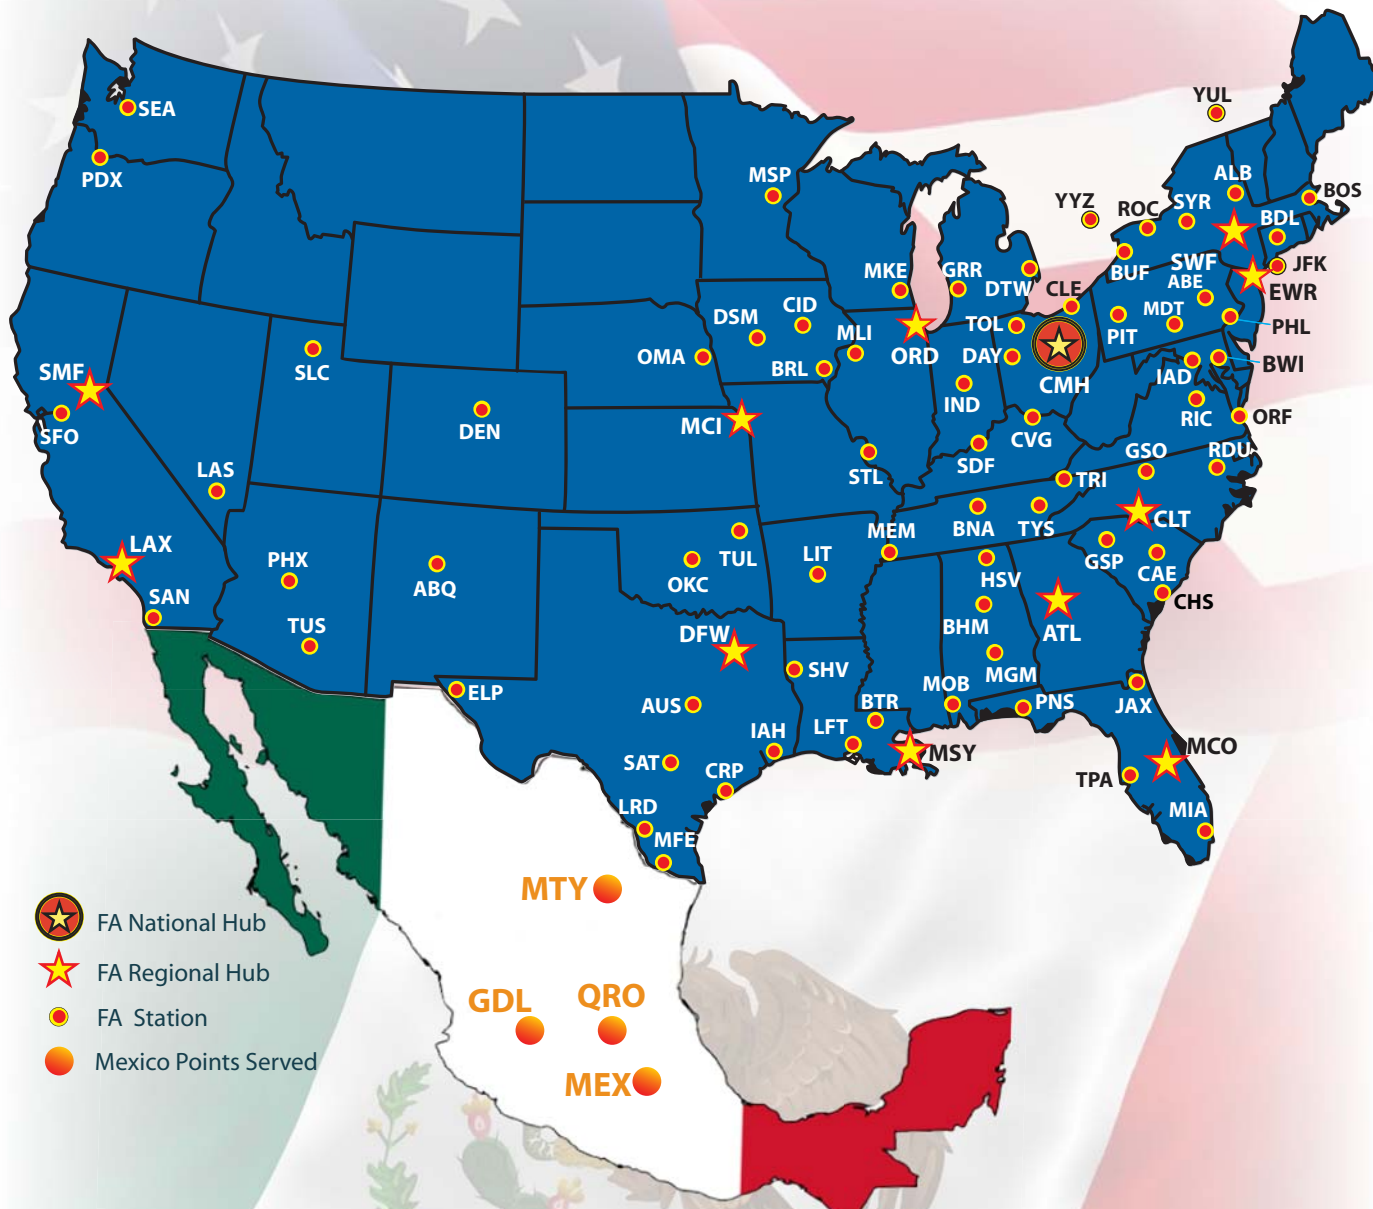 YUL
SEA
PDX
MSP
ALB
BOS
YYZ
ROC
SYR
BDL
BUF
SWF
JFK
MKE
GRR
DTW
CLE
ABE
EWR
DSM
CID
MLI
TOL
MDT
PIT
PHL
OMA
BRL
ORD
DAY
CMH
IAD
BWI
SMF
SLC
SFO
DEN
MCI
IND
CVG
RIC
ORF
LAS
STL
SDF
GSO
RDU
TRI
LAX
PHX
ABQ
TUL
OKC
LIT
MEM
BNA
TYS
CLT
GSP
CAE
CHS
HSV
SAN
TUS
DFW
BHM
ATL
MGM
ELP
AUS
SHV
MOB
PNS
JAX
IAH
LFT
BTR
MSY
MCO
SAT
CRP
TPA
LRD
MFE
MIA
MTY
GDL
QRO
MEX
FA National Hub
FA Regional Hub
FA Station
Mexico Points Served